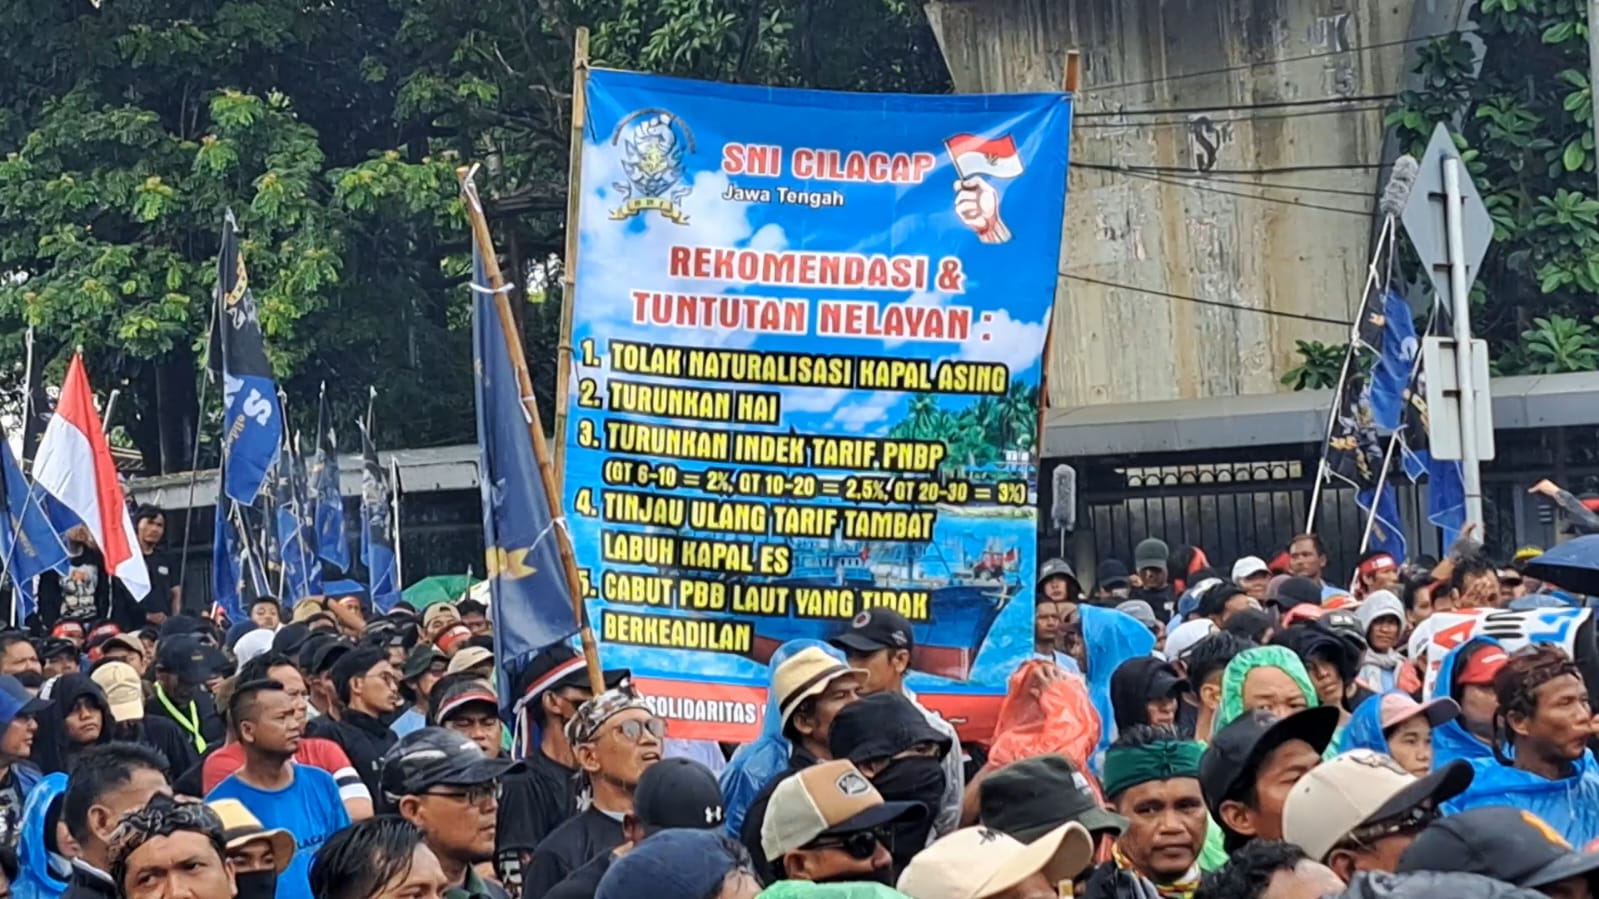 SNI CILACAP
Jawa Tengah
REKOMENDASI &
TUNTUTAN NELAYAN :
1. TOLAK NATURALISASI KAPAL ASING
2. TURUNKAN HAI
3. TURUNKAN INDEK TARIF PNBP
(GT 6-10 = 2%, GT 10-20 = 2,5%, GT 20-30 = 3%)
4. TINJAU ULANG TARIF TAMBAT
LABUH KAPAL ES
5. CABUT PBB LAUT YANG TIDAK
BERKEADILAN
SOLIDARITAS